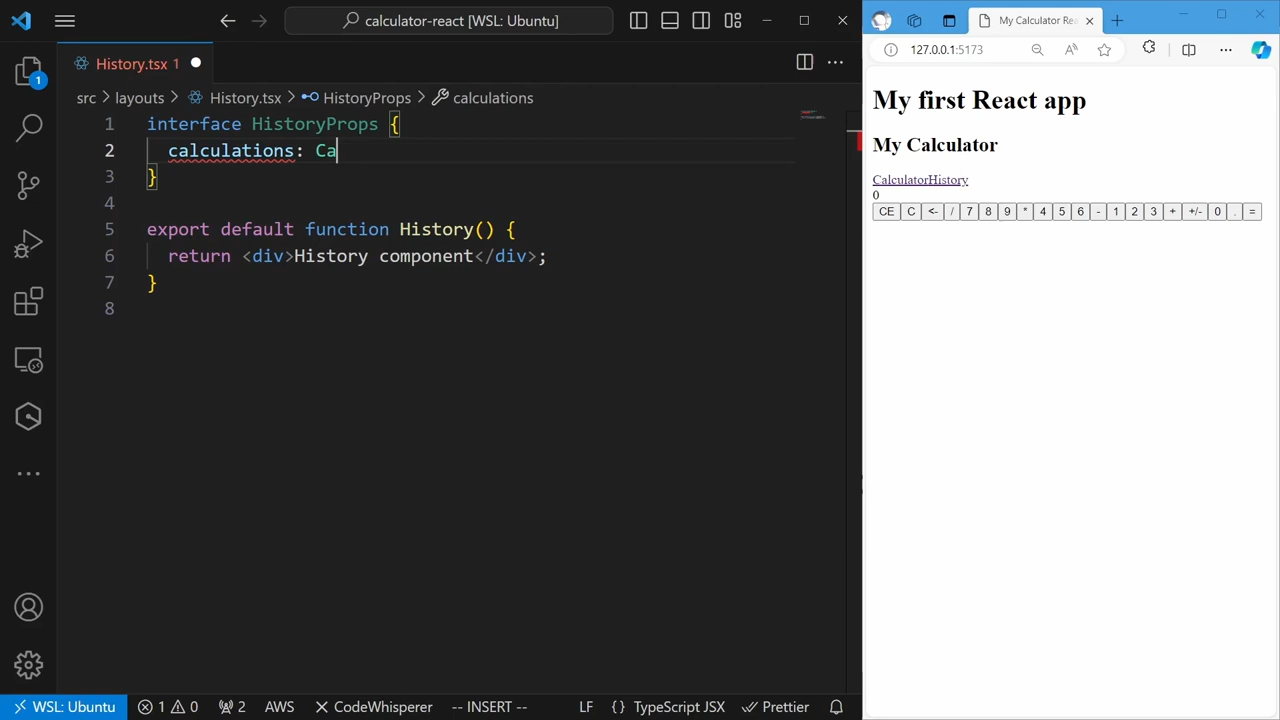 calculator-react [WSL: Ubuntu]
History.tsx 1
src > layouts > History.tsx > HistoryProps > calculations
1 interface HistoryProps {
2 calculations: Ca
3 }
4
5 export default function History() {
6 return <div>History component</div>;
7 }
8
1
WSL: Ubuntu 1 0 2 AWS CodeWhisperer -- INSERT -- LF {} TypeScript JSX Prettier
My Calculator Rea
127.0.0.1:5173
My first React app
My Calculator
CalculatorHistory
0
CE C <- / 7 8 9 * 4 5 6 - 1 2 3 + +/- 0 . =